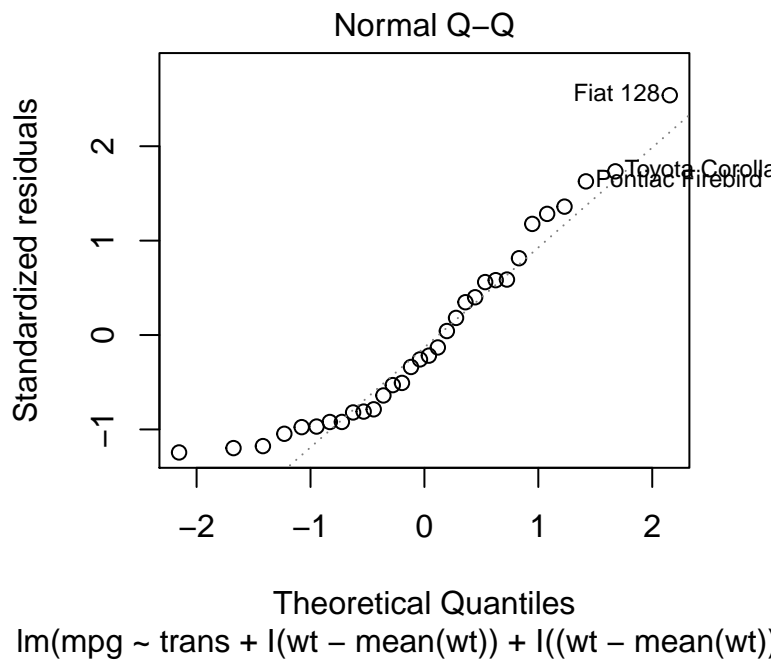 Normal Q−Q
Fiat 128
Toyota Corolla
Pontiac Firebird
Standardized residuals
2
1
0
−1
−2 −1 0 1 2
Theoretical Quantiles
lm(mpg ~ trans + I(wt − mean(wt)) + I((wt − mean(wt))